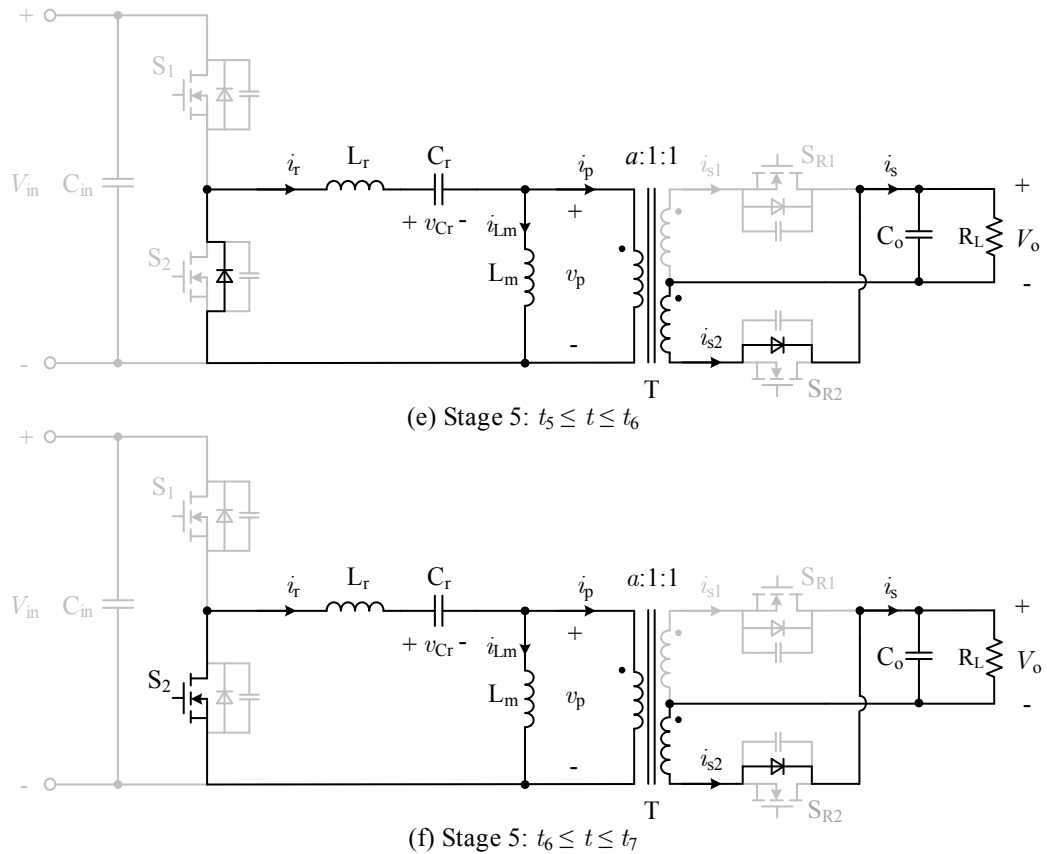 +
S1
ir Lr Cr ip a:1:1 is1 SR1 is
Vin Cin + vCr - iLm + Co RL + Vo
S2 Lm vp -
- is2
- T SR2
(e) Stage 5: t5 ≤ t ≤ t6
+
S1
ir Lr Cr ip a:1:1 is1 SR1 is
Vin Cin + vCr - iLm + Co RL + Vo
S2 Lm vp -
- is2
- T SR2
(f) Stage 5: t6 ≤ t ≤ t7